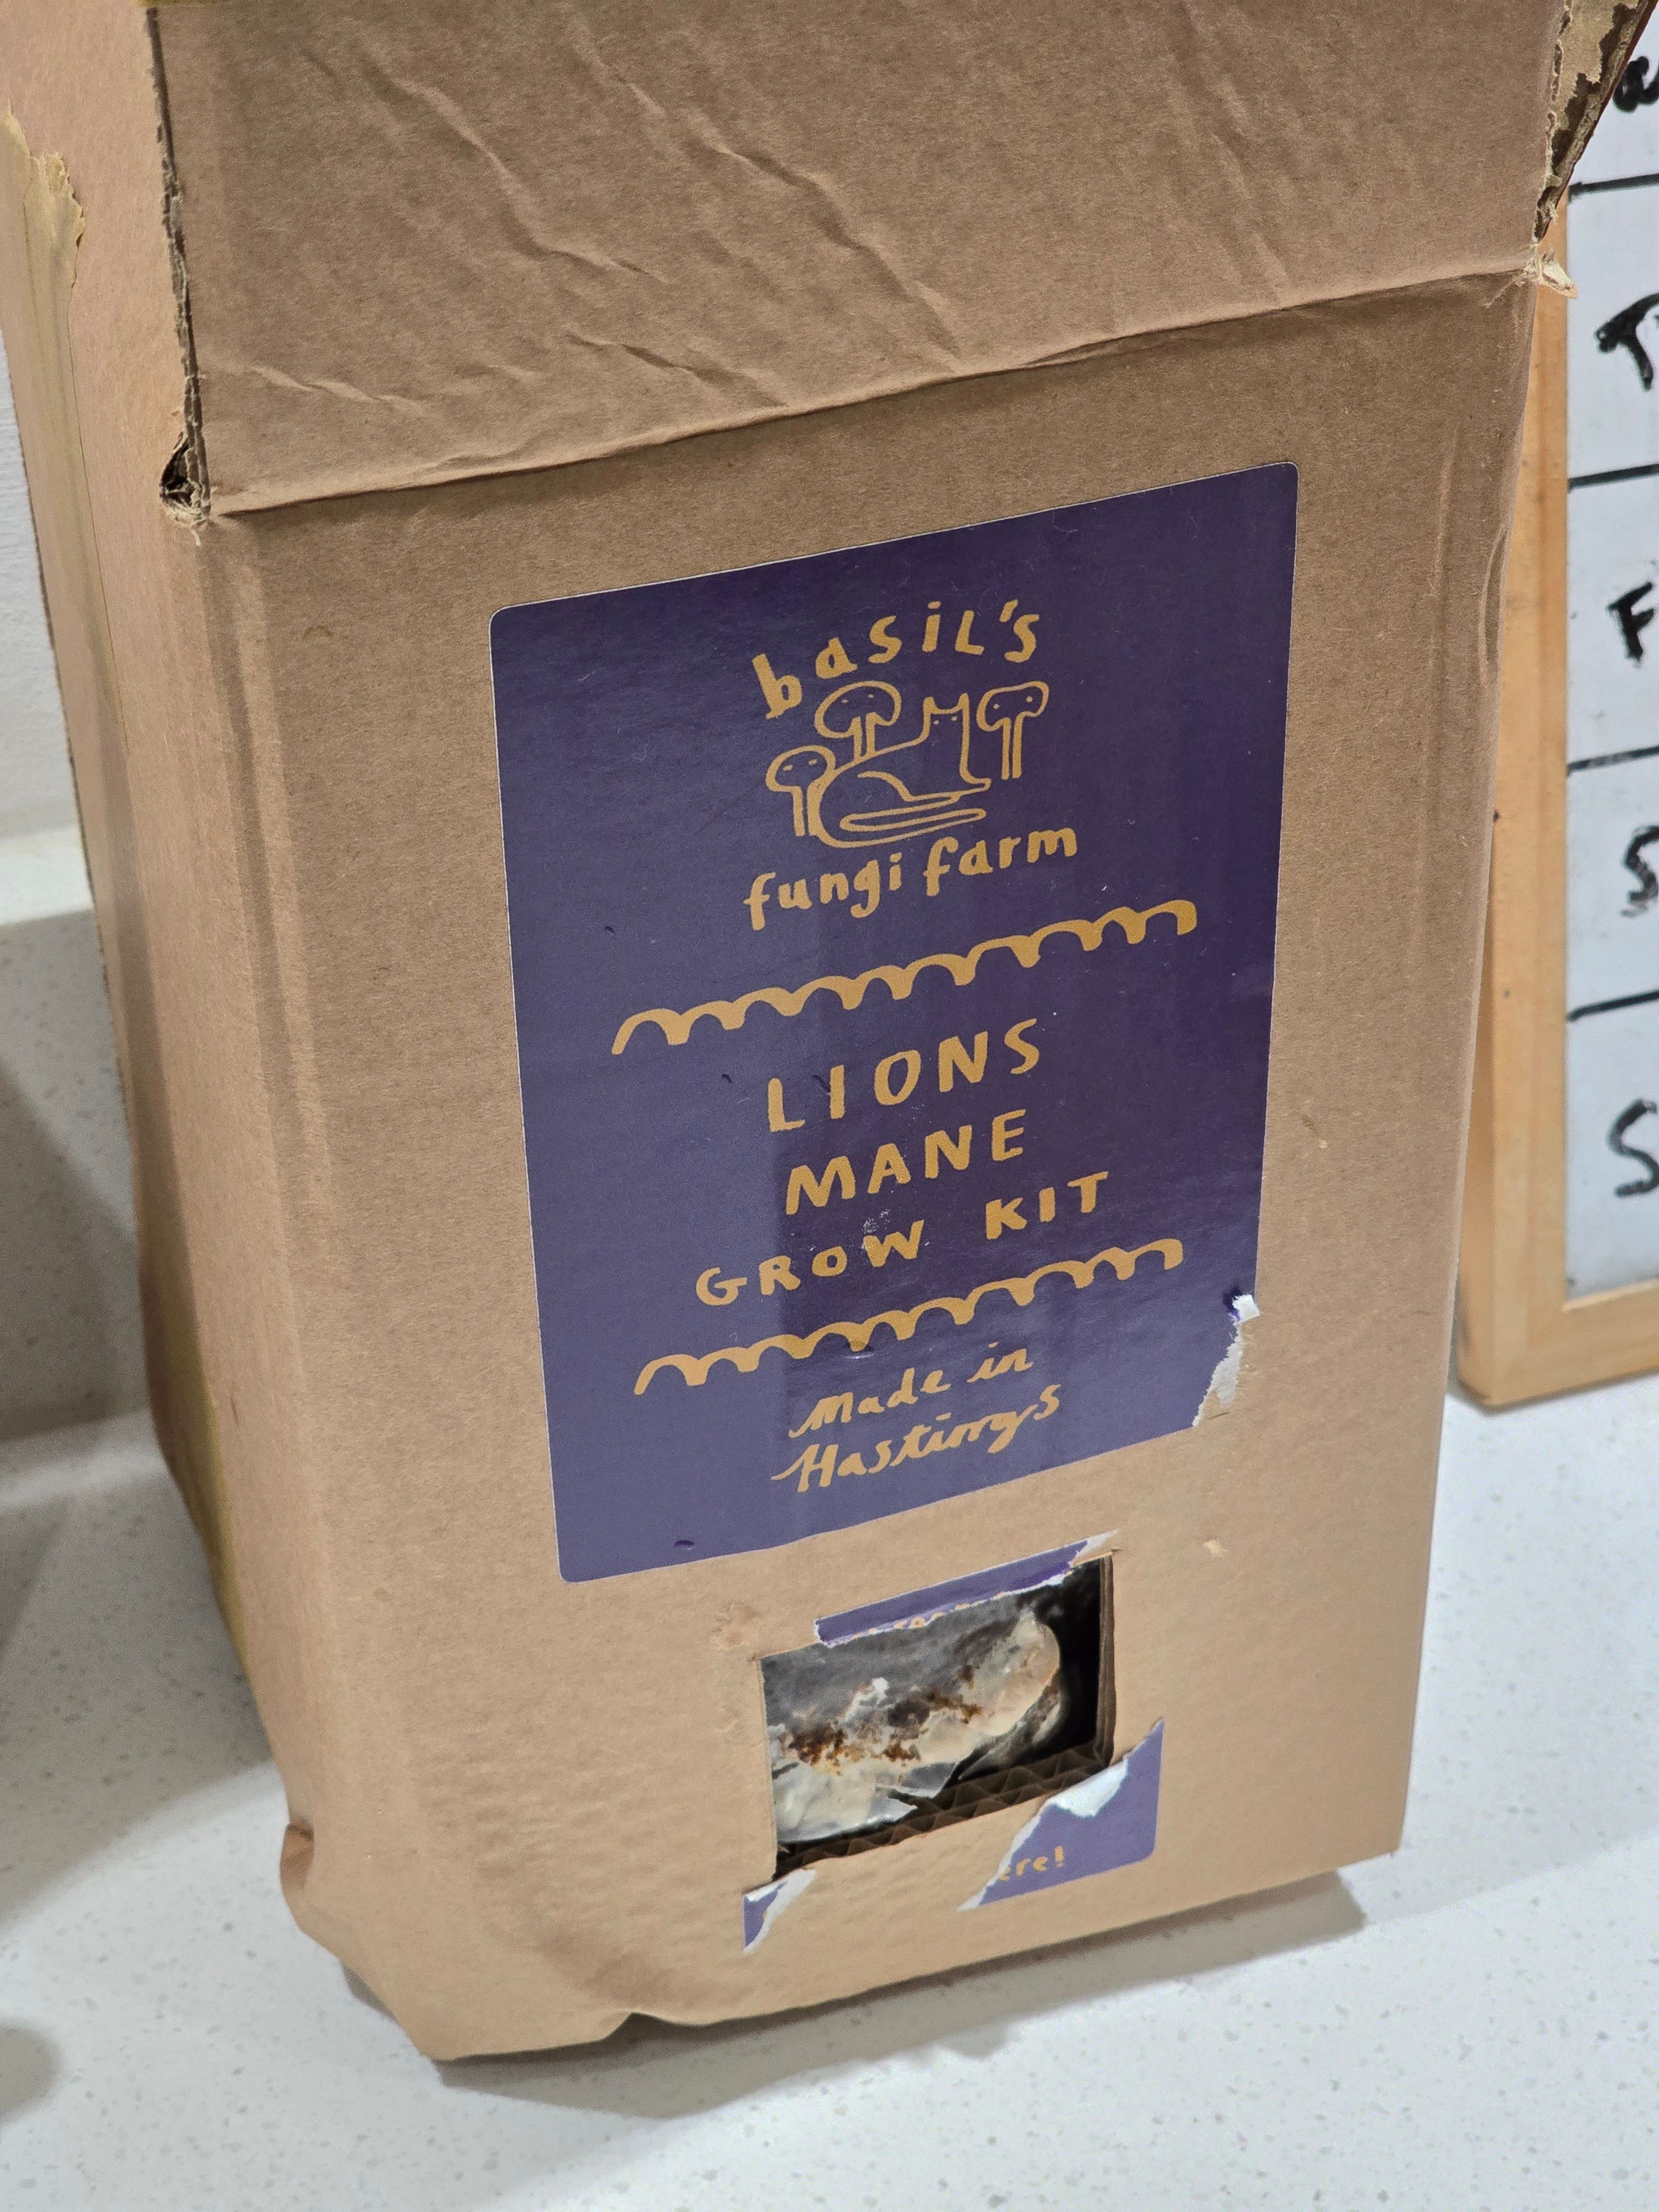 basil's
fungi farm
LIONS
MANE
GROW KIT
Made in
Hastings